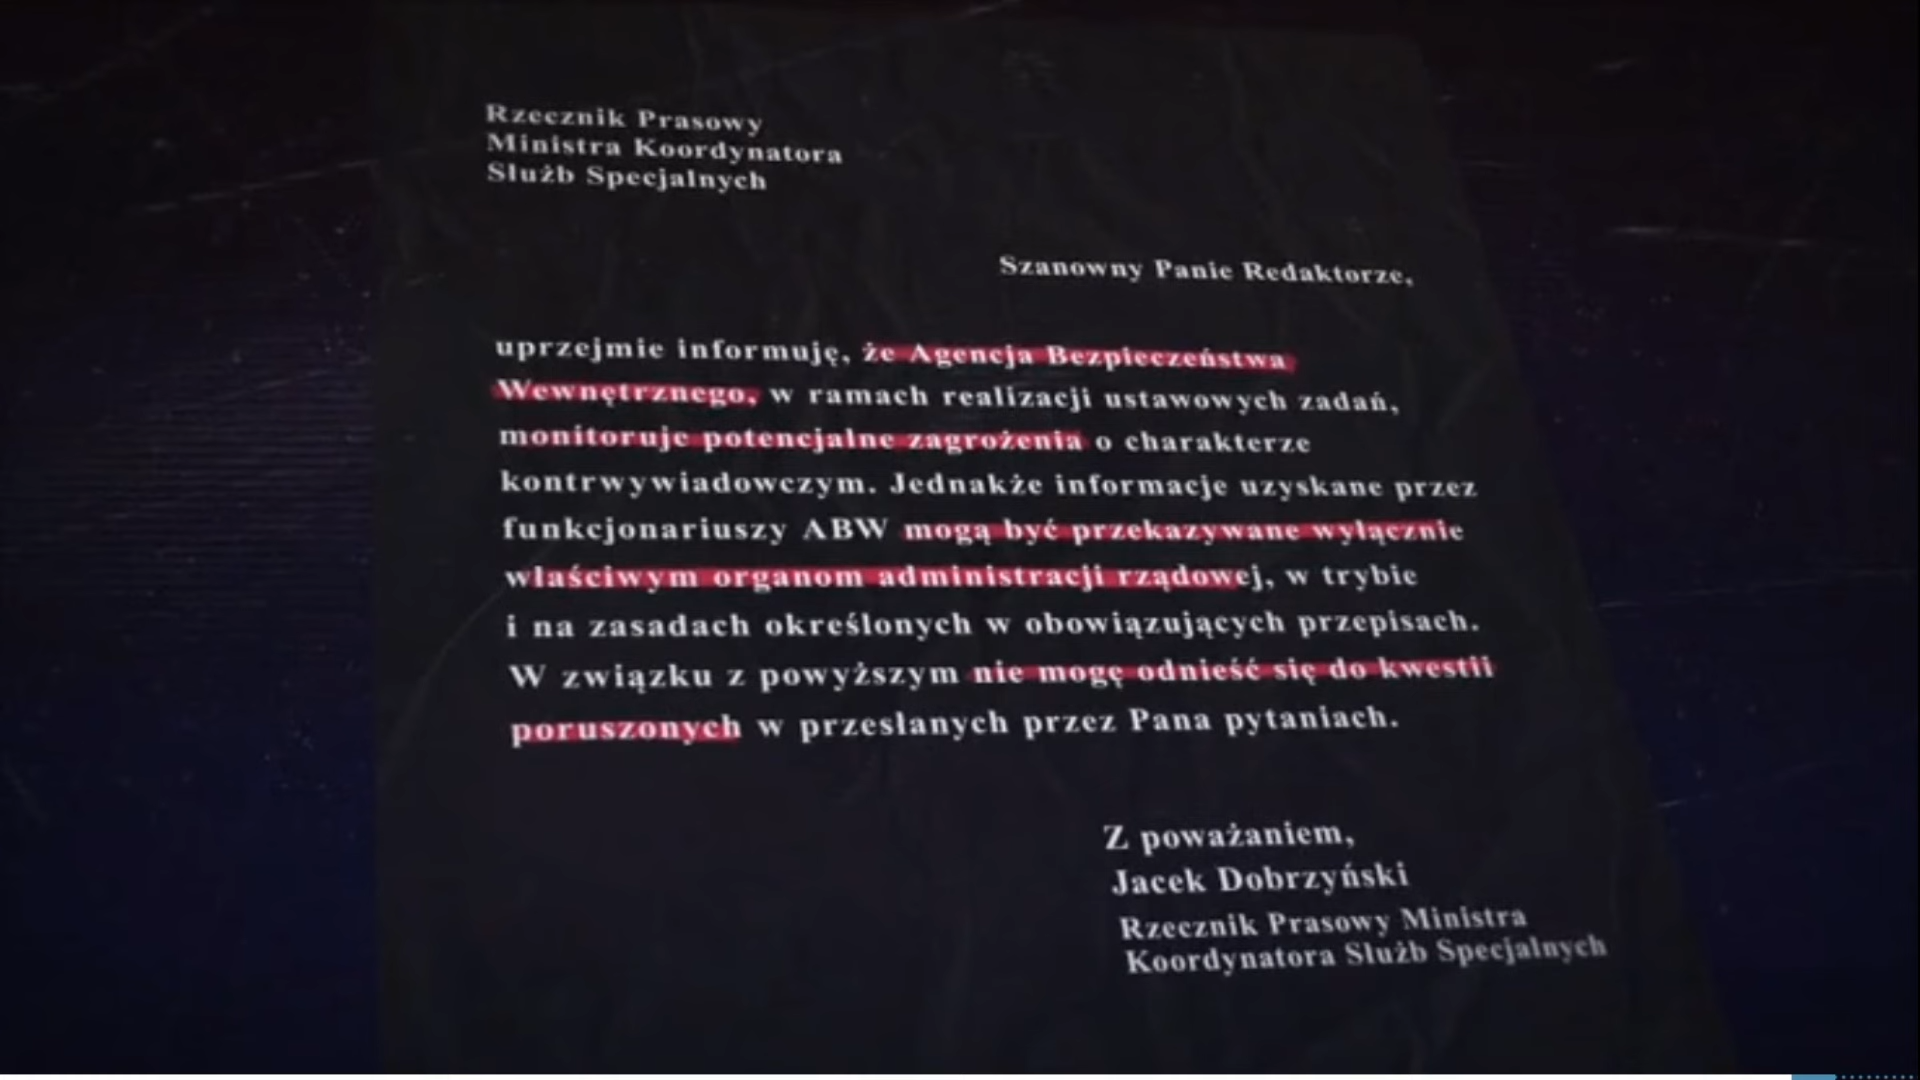 Rzecznik Prasowy
Ministra Koordynatora
Służb Specjalnych
Szanowny Panie Redaktorze,
uprzejmie informuję, że Agencja Bezpieczeństwa
Wewnętrznego, w ramach realizacji ustawowych zadań,
monitoruje potencjalne zagrożenia o charakterze
kontrwywiadowczym. Jednakże informacje uzyskane przez
funkcjonariuszy ABW mogą być przekazywane wyłącznie
właściwym organom administracji rządowej, w trybie
i na zasadach określonych w obowiązujących przepisach.
W związku z powyższym nie mogę odnieść się do kwestii
poruszonych w przesłanych przez Pana pytaniach.
Z poważaniem,
Jacek Dobrzyński
Rzecznik Prasowy Ministra
Koordynatora Służb Specjalnych